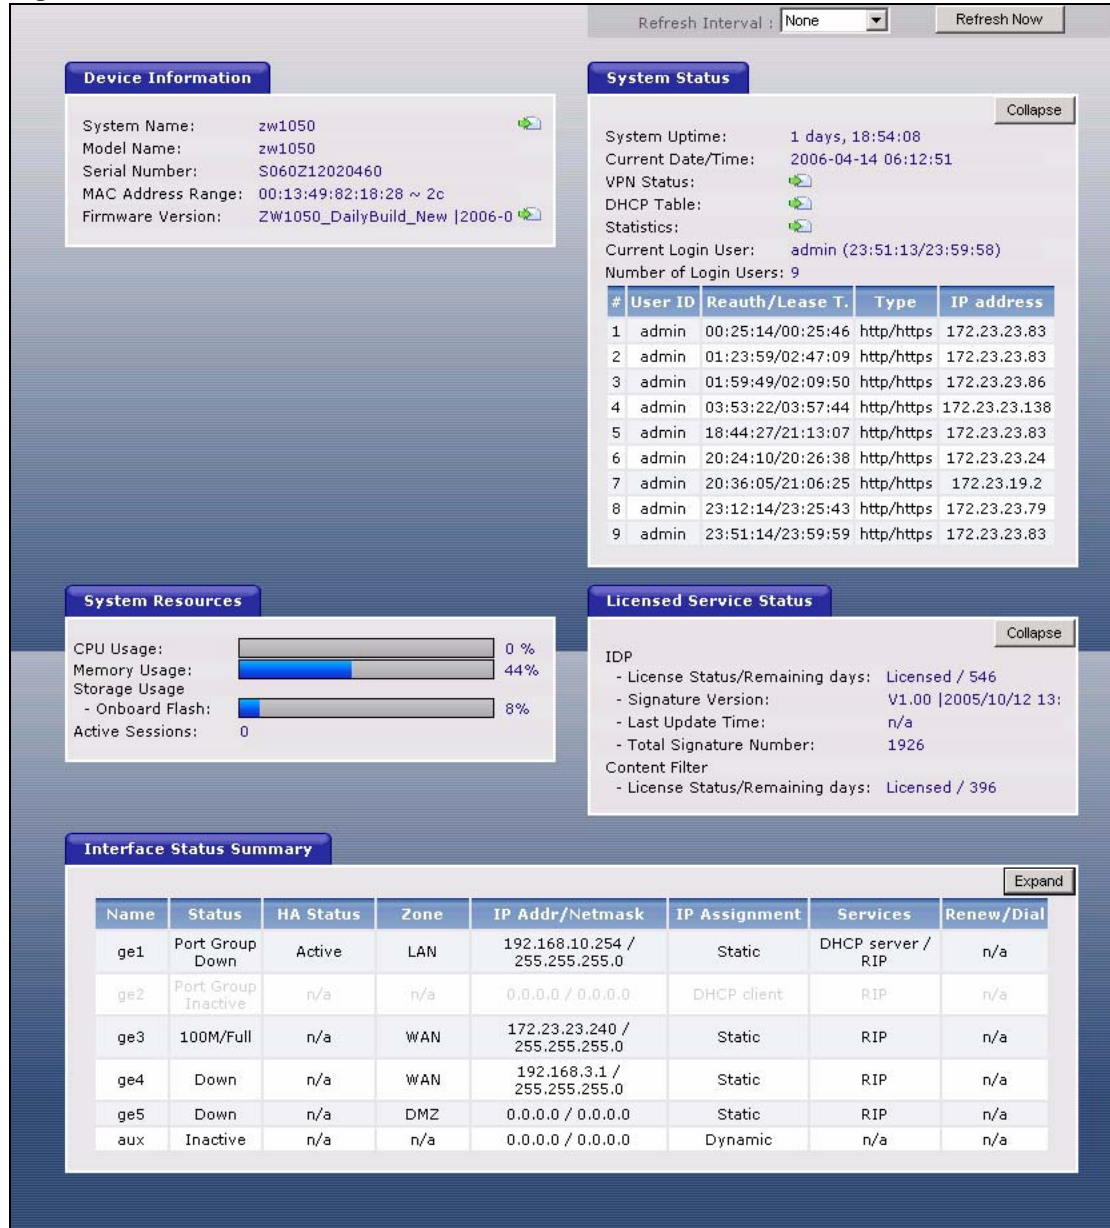 Refresh Interval : None Refresh Now
Device Information
System Name: zw1050
Model Name: zw1050
Serial Number: S060Z12020460
MAC Address Range: 00:13:49:82:18:28 ~ 2c
Firmware Version: ZW1050_DailyBuild_New |2006-0
System Status
Collapse
System Uptime: 1 days, 18:54:08
Current Date/Time: 2006-04-14 06:12:51
VPN Status:
DHCP Table:
Statistics:
Current Login User: admin (23:51:13/23:59:58)
Number of Login Users: 9
# User ID Reauth/Lease T. Type IP address
1 admin 00:25:14/00:25:46 http/https 172.23.23.83
2 admin 01:23:59/02:47:09 http/https 172.23.23.83
3 admin 01:59:49/02:09:50 http/https 172.23.23.86
4 admin 03:53:22/03:57:44 http/https 172.23.23.138
5 admin 18:44:27/21:13:07 http/https 172.23.23.83
6 admin 20:24:10/20:26:38 http/https 172.23.23.24
7 admin 20:36:05/21:06:25 http/https 172.23.19.2
8 admin 23:12:14/23:25:43 http/https 172.23.23.79
9 admin 23:51:14/23:59:59 http/https 172.23.23.83
System Resources
CPU Usage: 0 %
Memory Usage: 44%
Storage Usage
- Onboard Flash: 8%
Active Sessions: 0
Licensed Service Status
Collapse
IDP
- License Status/Remaining days: Licensed / 546
- Signature Version: V1.00 |2005/10/12 13:
- Last Update Time: n/a
- Total Signature Number: 1926
Content Filter
- License Status/Remaining days: Licensed / 396
Interface Status Summary
Expand
Name Status HA Status Zone IP Addr/Netmask IP Assignment Services Renew/Dial
ge1 Port Group Down Active LAN 192.168.10.254 / 255.255.255.0 Static DHCP server / RIP n/a
ge2 Port Group Inactive n/a n/a 0.0.0.0 / 0.0.0.0 DHCP client RIP n/a
ge3 100M/Full n/a WAN 172.23.23.240 / 255.255.255.0 Static RIP n/a
ge4 Down n/a WAN 192.168.3.1 / 255.255.255.0 Static RIP n/a
ge5 Down n/a DMZ 0.0.0.0 / 0.0.0.0 Static RIP n/a
aux Inactive n/a n/a 0.0.0.0 / 0.0.0.0 Dynamic n/a n/a